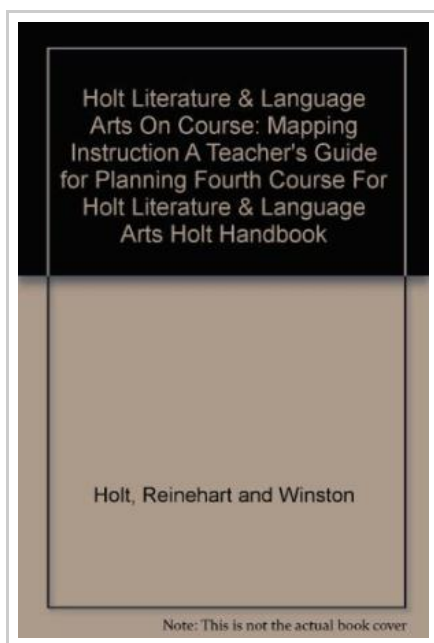 Holt Literature & Language
Arts On Course: Mapping
Instruction A Teacher's Guide
for Planning Fourth Course For
Holt Literature & Language
Arts Holt Handbook
Holt, Reinehart and Winston
Note: This is not the actual book cover